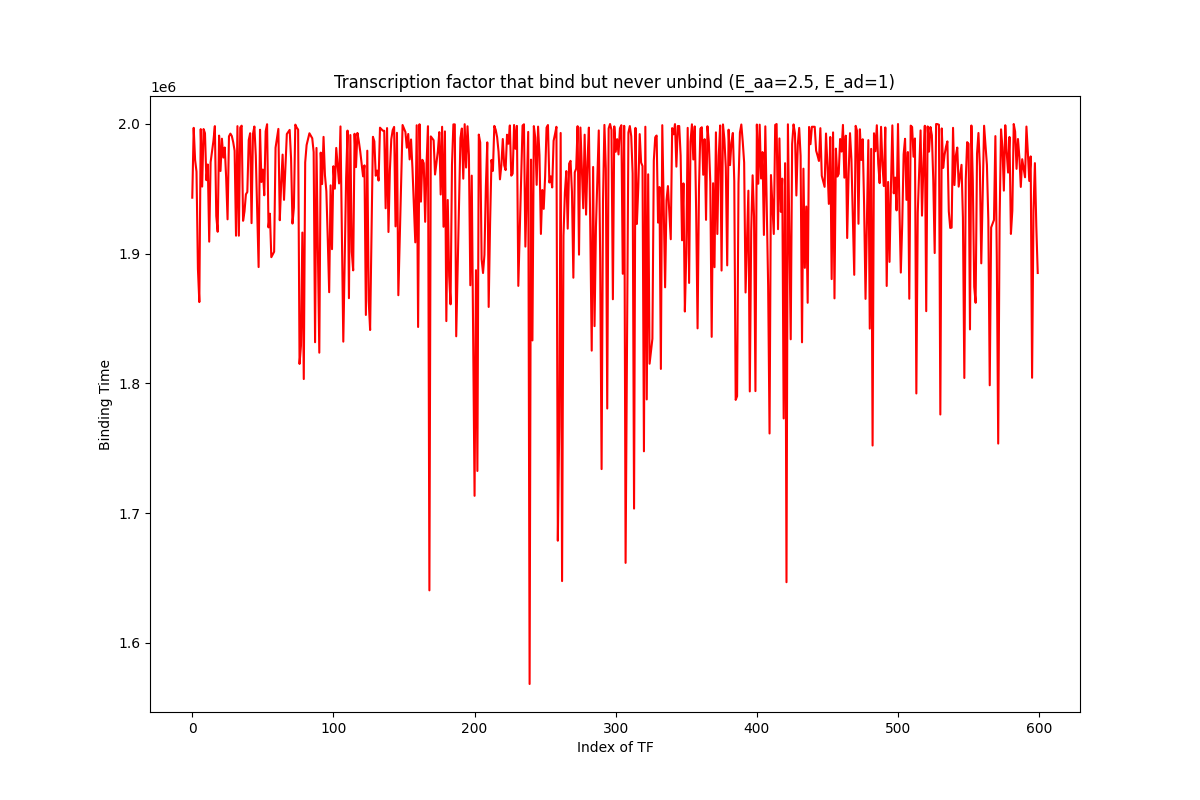 Transcription factor that bind but never unbind (E_aa=2.5, E_ad=1)
1e6
2.0
1.9
1.8
1.7
1.6
Binding Time
0 100 200 300 400 500 600
Index of TF